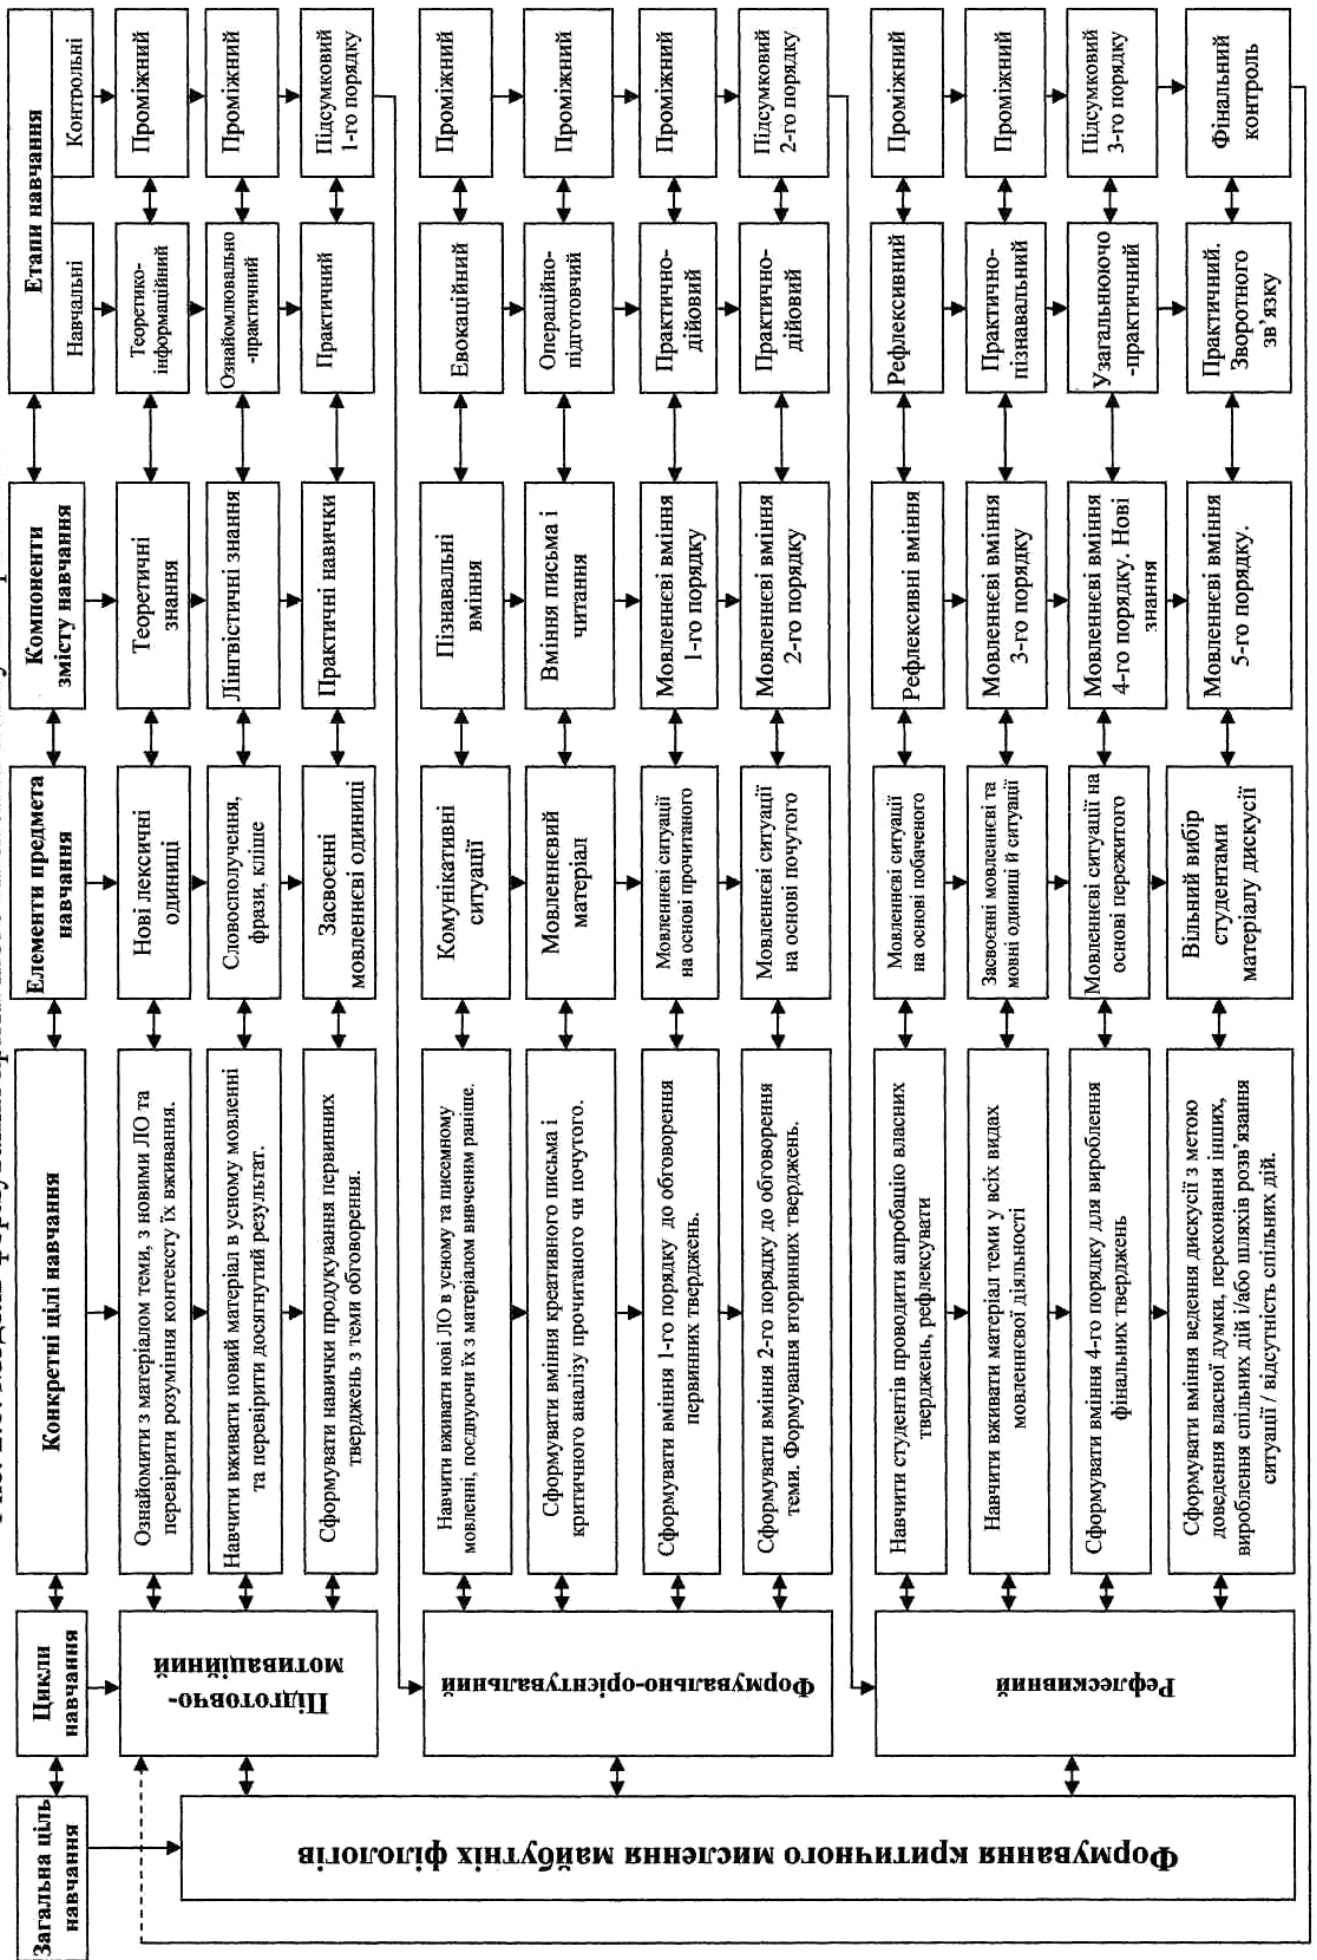 Загальна ціль
навчання
Цикли
навчання
Конкретні цілі навчання
Елементи предмета
навчання
Компоненти
змісту навчання
Етапи навчання
Навчальні
Контрольні
Формування критичного мислення майбутніх філологів
Підготовчо-
мотиваційний
Ознайомити з матеріалом теми, з новими ЛО та
перевірити розуміння контексту їх вживання.
Нові лексичні
одиниці
Теоретичні
знання
Теоретико-
інформаційний
Проміжний
Навчити вживати новий матеріал в усному мовленні
та перевірити досягнутий результат.
Словосполучення,
фрази, кліше
Лінгвістичні знання
Ознайомлювально
-практичний
Проміжний
Сформувати навички продукування первинних
тверджень з теми обговорення.
Засвоєнні
мовленнєві одиниці
Практичні навички
Практичний
Підсумковий
1-го порядку
Формувально-орієнтувальний
Навчити вживати нові ЛО в усному та писемному
мовленні, поєднуючи їх з матеріалом вивченим раніше.
Комунікативні
ситуації
Пізнавальні
вміння
Евокаційний
Проміжний
Сформувати вміння креативного письма і
критичного аналізу прочитаного чи почутого.
Мовленнєвий
матеріал
Вміння письма і
читання
Операційно-
підготовчий
Проміжний
Сформувати вміння 1-го порядку до обговорення
первинних тверджень.
Мовленнєві ситуації
на основі прочитаного
Мовленнєві вміння
1-го порядку
Практично-
дійовий
Проміжний
Сформувати вміння 2-го порядку до обговорення
теми. Формування вторинних тверджень.
Мовленнєві ситуації
на основі почутого
Мовленнєві вміння
2-го порядку
Практично-
дійовий
Підсумковий
2-го порядку
Рефлескивний
Навчити студентів проводити апробацію власних
тверджень, рефлексувати
Мовленнєві ситуації
на основі побаченого
Рефлексивні вміння
Рефлексивний
Проміжний
Навчити вживати матеріал теми у всіх видах
мовленнєвої діяльності
Засвоєнні мовленнєві та
мовні одиниці й ситуації
Мовленнєві вміння
3-го порядку
Практично-
пізнавальний
Проміжний
Сформувати вміння 4-го порядку для вироблення
фінальних тверджень
Мовленнєві ситуації на
основі пережитого
Мовленнєві вміння
4-го порядку. Нові
знання
Узагальнюючо
-практичний
Підсумковий
3-го порядку
Сформувати вміння ведення дискусії з метою
доведення власної думки, переконання інших,
вироблення спільних дій і/або шляхів розв’язання
ситуації / відсутність спільних дій.
Вільний вибір
студентами
матеріалу дискусії
Мовленнєві вміння
5-го порядку.
Практичний.
Зворотного
зв’язку
Фінальний
контроль